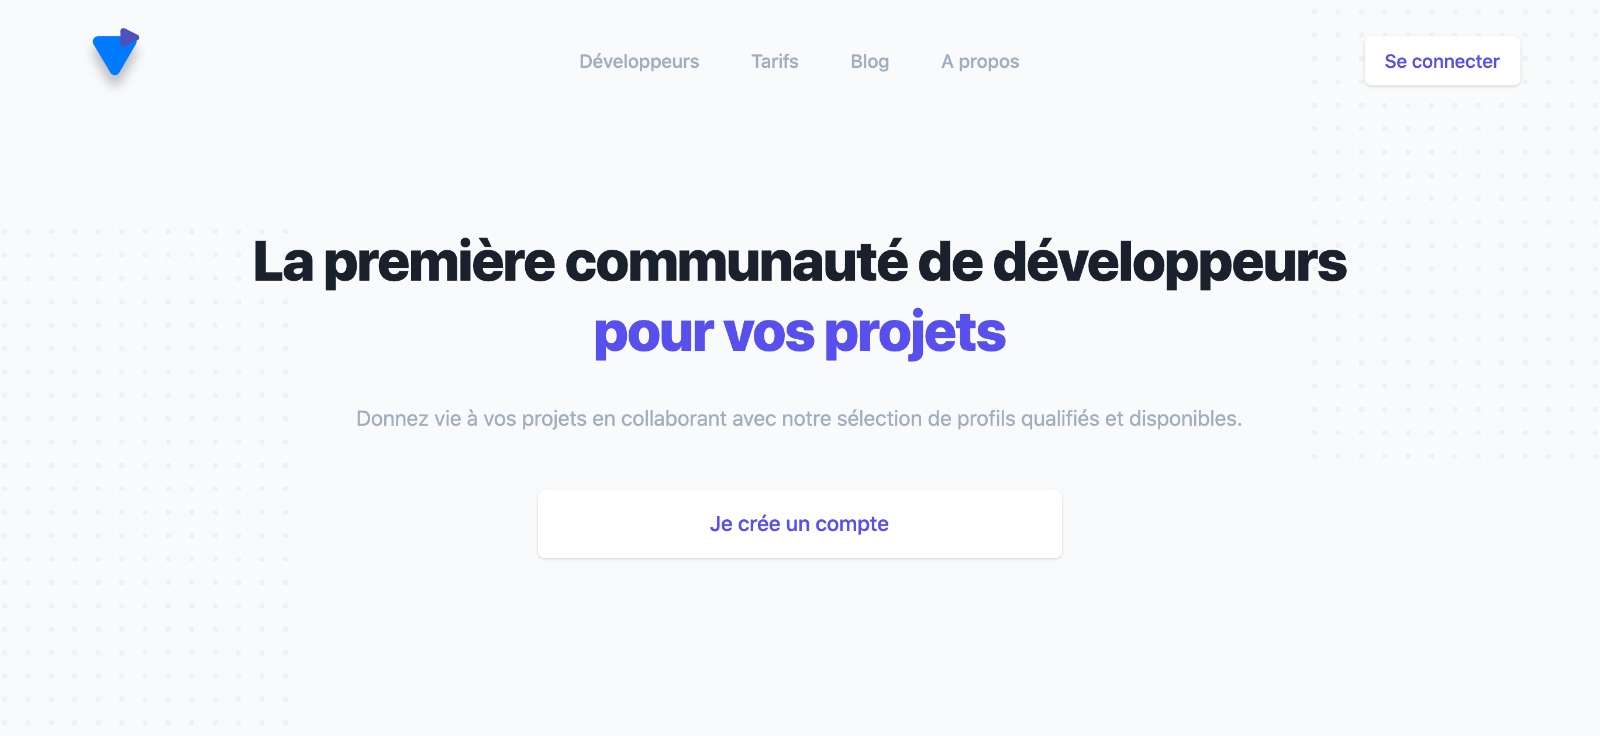 Développeurs Tarifs Blog A propos Se connecter
La première communauté de développeurs
pour vos projets
Donnez vie à vos projets en collaborant avec notre sélection de profils qualifiés et disponibles.
Je crée un compte